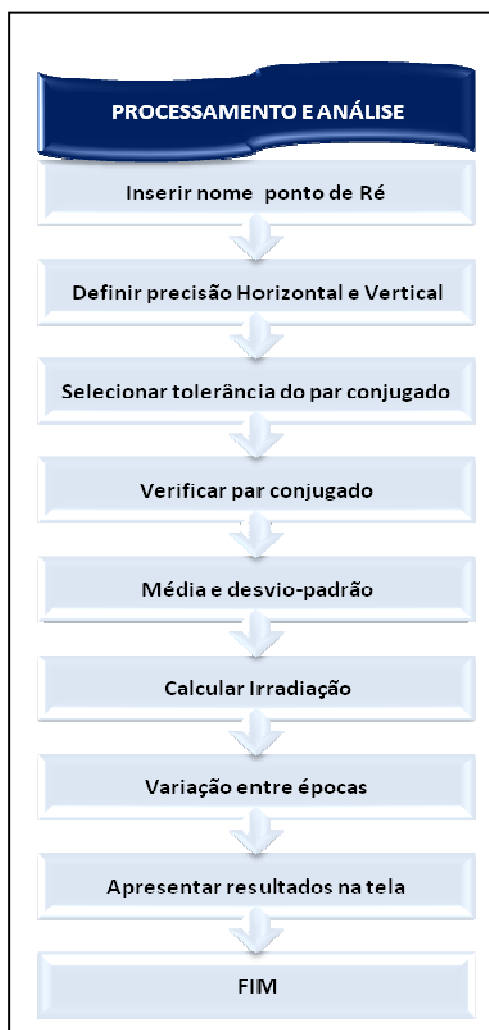 PROCESSAMENTO E ANÁLISE
Inserir nome ponto de Ré
Definir precisão Horizontal e Vertical
Selecionar tolerância do par conjugado
Verificar par conjugado
Média e desvio-padrão
Calcular Irradiação
Variação entre épocas
Apresentar resultados na tela
FIM